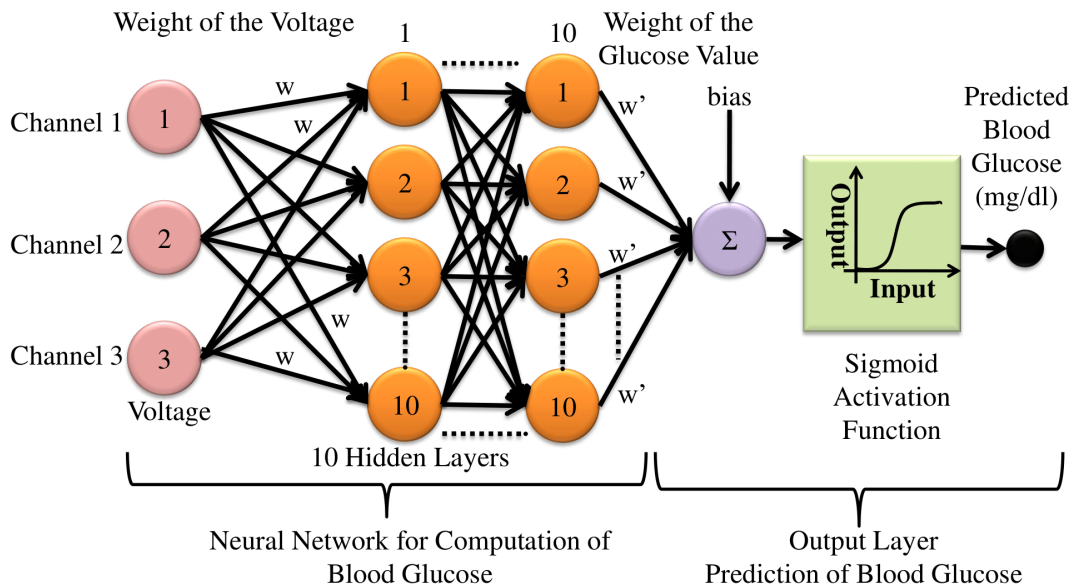 Weight of the Voltage
1
10
Weight of the
Glucose Value
w
w
w
w
Channel 1
Channel 2
Channel 3
1
2
3
Voltage
1
2
3
10
1
2
3
10
10 Hidden Layers
w’
w’
w’
w’
bias
Σ
Output
Input
Sigmoid
Activation
Function
Predicted
Blood
Glucose
(mg/dl)
Neural Network for Computation of
Blood Glucose
Output Layer
Prediction of Blood Glucose